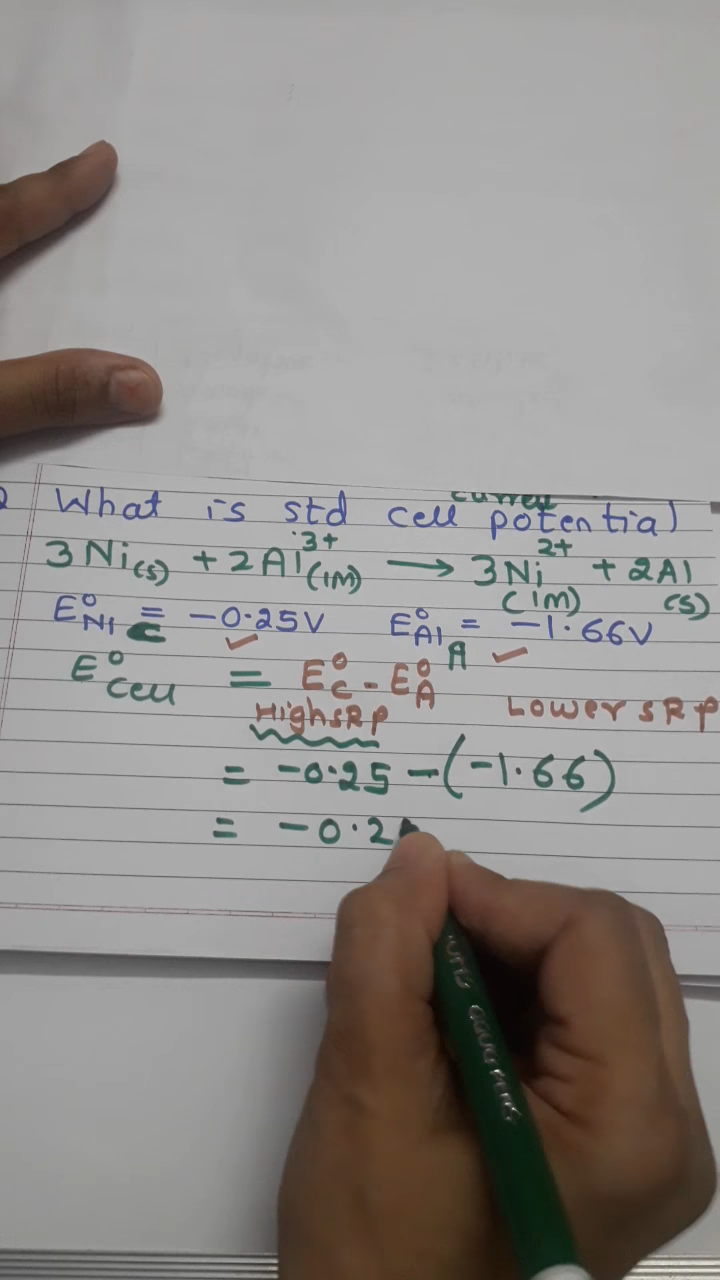 What is std cell potential
3Ni(s) + 2Al³⁺(1M) → 3Ni²⁺(1M) + 2Al(s)
E°Ni = -0.25V E°Al = -1.66V
C A
E°cell = E°C - E°A
High SRP Lower SRP
= -0.25 - (-1.66)
= -0.2